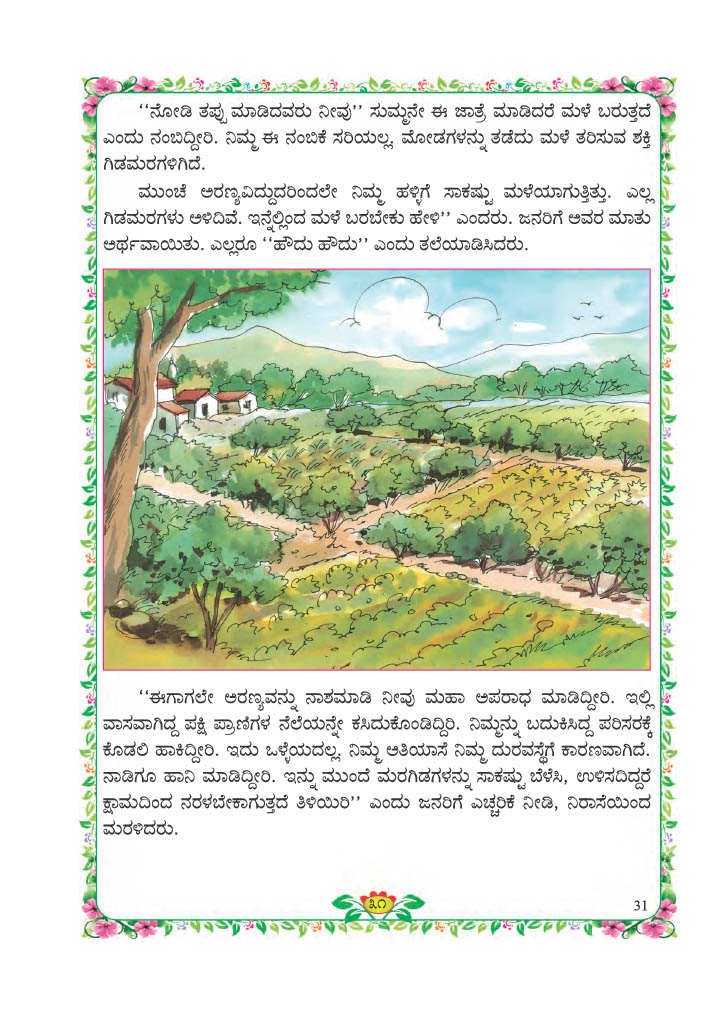 ‘‘ನೋಡಿ ತಪ್ಪು ಮಾಡಿದವರು ನೀವು’’ ಸುಮ್ಮನೇ ಈ ಜಾತ್ರೆ ಮಾಡಿದರೆ ಮಳೆ ಬರುತ್ತದೆ
ಎಂದು ನಂಬಿದ್ದೀರಿ. ನಿಮ್ಮ ಈ ನಂಬಿಕೆ ಸರಿಯಲ್ಲ. ಮೋಡಗಳನ್ನು ತಡೆದು ಮಳೆ ತರಿಸುವ ಶಕ್ತಿ
ಗಿಡಮರಗಳಿಗಿದೆ.
ಮುಂಚೆ ಅರಣ್ಯವಿದ್ದುದರಿಂದಲೇ ನಿಮ್ಮ ಹಳ್ಳಿಗೆ ಸಾಕಷ್ಟು ಮಳೆಯಾಗುತ್ತಿತ್ತು. ಎಲ್ಲ
ಗಿಡಮರಗಳು ಅಳಿದಿವೆ. ಇನ್ನೆಲ್ಲಿಂದ ಮಳೆ ಬರಬೇಕು ಹೇಳಿ’’ ಎಂದರು. ಜನರಿಗೆ ಅವರ ಮಾತು
ಅರ್ಥವಾಯಿತು. ಎಲ್ಲರೂ ‘‘ಹೌದು ಹೌದು’’ ಎಂದು ತಲೆಯಾಡಿಸಿದರು.
‘‘ಈಗಾಗಲೇ ಅರಣ್ಯವನ್ನು ನಾಶಮಾಡಿ ನೀವು ಮಹಾ ಅಪರಾಧ ಮಾಡಿದ್ದೀರಿ. ಇಲ್ಲಿ
ವಾಸವಾಗಿದ್ದ ಪಕ್ಷಿ ಪ್ರಾಣಿಗಳ ನೆಲೆಯನ್ನೇ ಕಸಿದುಕೊಂಡಿದ್ದಿರಿ. ನಿಮ್ಮನ್ನು ಬದುಕಿಸಿದ್ದ ಪರಿಸರಕ್ಕೆ
ಕೊಡಲಿ ಹಾಕಿದ್ದೀರಿ. ಇದು ಒಳ್ಳೆಯದಲ್ಲ. ನಿಮ್ಮ ಅತಿಯಾಸೆ ನಿಮ್ಮ ದುರವಸ್ಥೆಗೆ ಕಾರಣವಾಗಿದೆ.
ನಾಡಿಗೂ ಹಾನಿ ಮಾಡಿದ್ದೀರಿ. ಇನ್ನು ಮುಂದೆ ಮರಗಿಡಗಳನ್ನು ಸಾಕಷ್ಟು ಬೆಳೆಸಿ, ಉಳಿಸದಿದ್ದರೆ
ಕ್ಷಾಮದಿಂದ ನರಳಬೇಕಾಗುತ್ತದೆ ತಿಳಿಯಿರಿ’’ ಎಂದು ಜನರಿಗೆ ಎಚ್ಚರಿಕೆ ನೀಡಿ, ನಿರಾಸೆಯಿಂದ
ಮರಳಿದರು.
೩೧
31